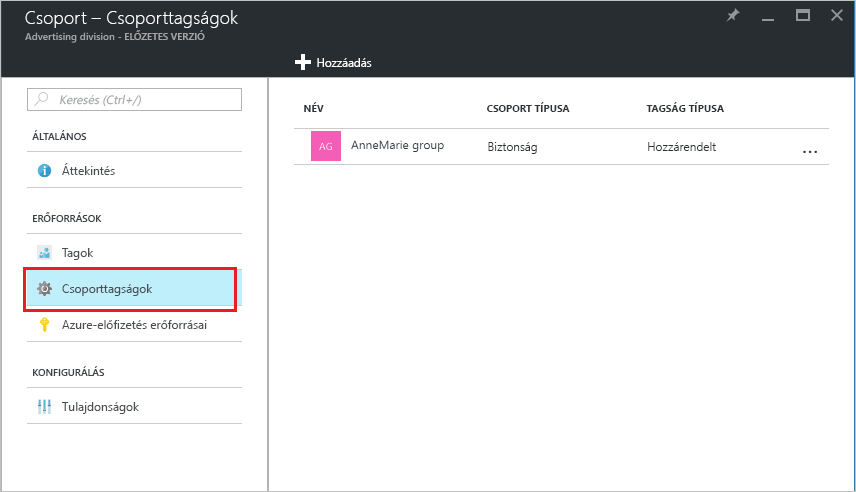 Csoport – Csoporttagságok
Advertising division - ELŐZETES VERZIÓ
Hozzáadás
Keresés (Ctrl+/)
ÁLTALÁNOS
Áttekintés
ERŐFORRÁSOK
Tagok
Csoporttagságok
Azure-előfizetés erőforrásai
KONFIGURÁLÁS
Tulajdonságok
NÉV CSOPORT TÍPUSA TAGSÁG TÍPUSA
AG AnneMarie group Biztonság Hozzárendelt ...